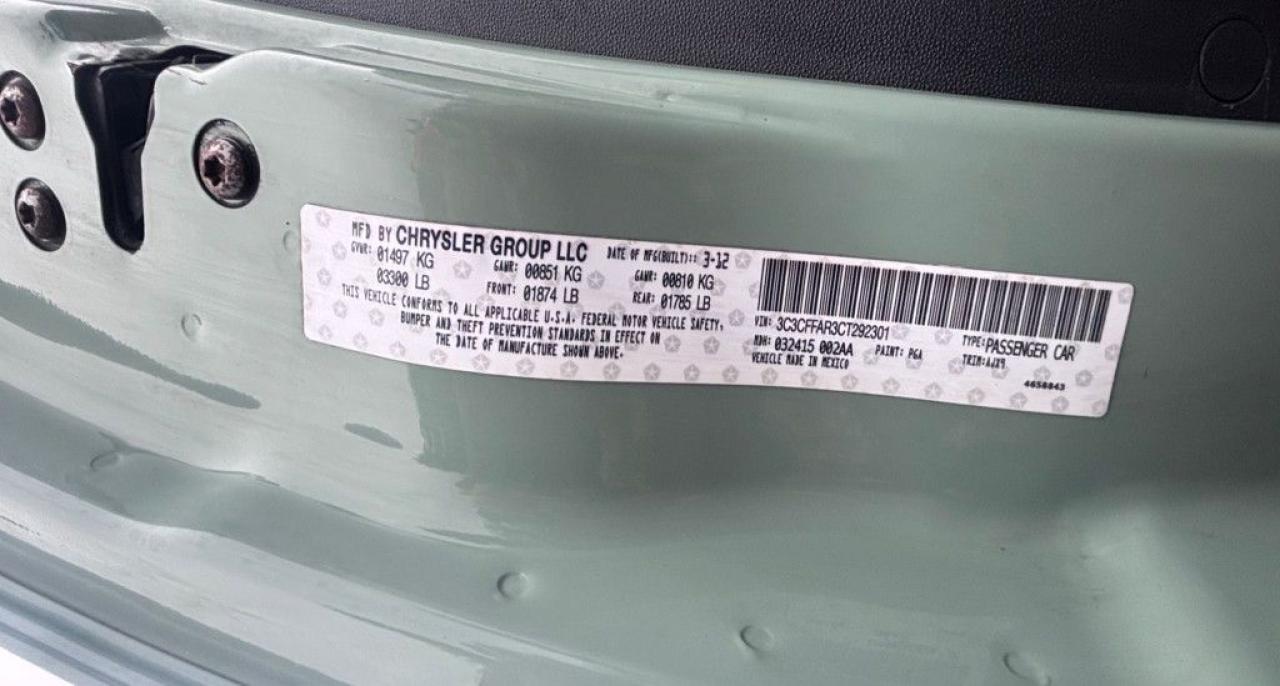 MFD BY CHRYSLER GROUP LLC DATE OF MFG(BUILT): 3-12
GVWR: 01497 KG GAWR: 00851 KG GAWR: 00810 KG
03300 LB FRONT: 01874 LB REAR: 01785 LB
THIS VEHICLE CONFORMS TO ALL APPLICABLE U.S.A. FEDERAL MOTOR VEHICLE SAFETY,
BUMPER AND THEFT PREVENTION STANDARDS IN EFFECT ON
THE DATE OF MANUFACTURE SHOWN ABOVE.
VIN: 3C3CFFAR3CT292301 TYPE: PASSENGER CAR
MDH: 032415 002AA PAINT: PGA TRIM: AJX9
VEHICLE MADE IN MEXICO
4658843